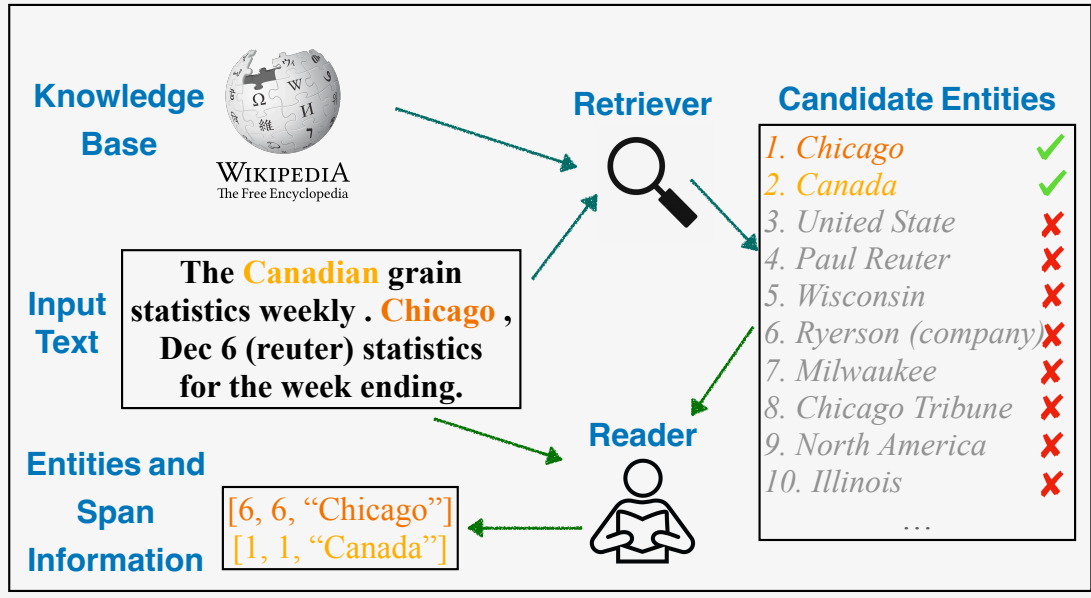 Knowledge
Base
WIKIPEDIA
The Free Encyclopedia
Retriever
Candidate Entities
1. Chicago
2. Canada
3. United State
4. Paul Reuter
5. Wisconsin
6. Ryerson (company)
7. Milwaukee
8. Chicago Tribune
9. North America
10. Illinois
...
Input
Text
The Canadian grain
statistics weekly . Chicago ,
Dec 6 (reuter) statistics
for the week ending.
Reader
Entities and
Span
Information
[6, 6, “Chicago”]
[1, 1, “Canada”]